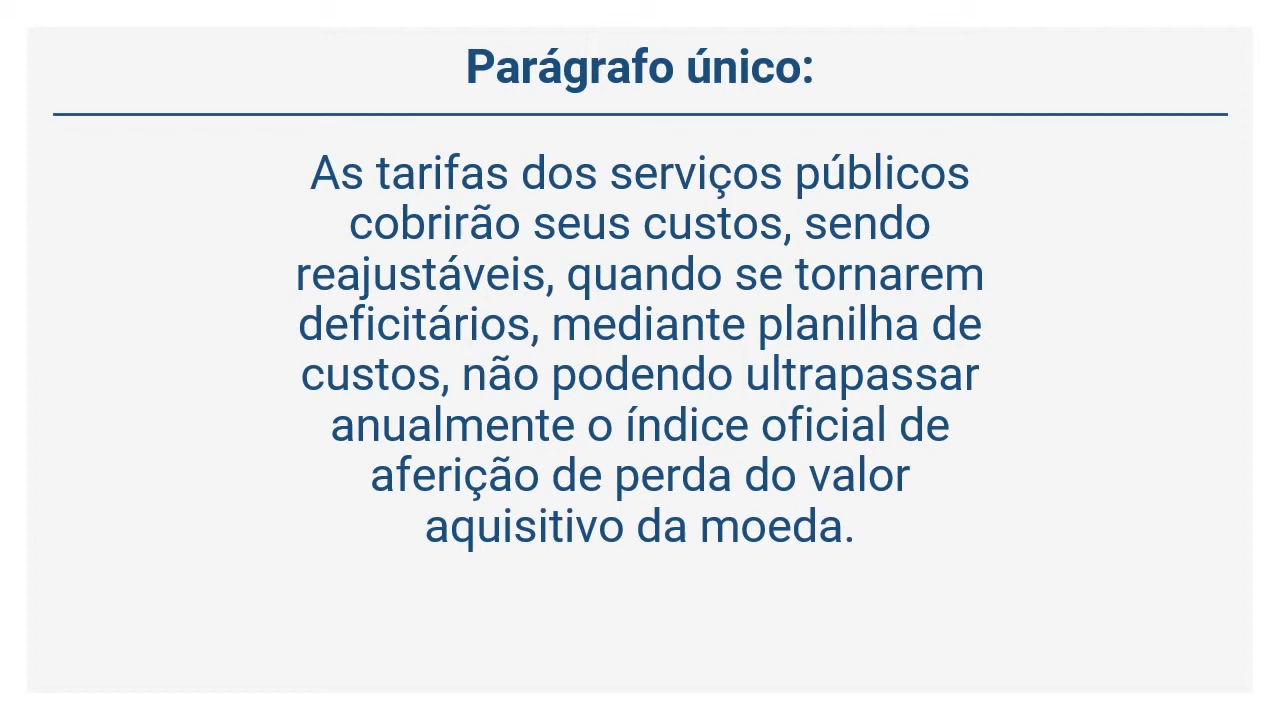 Parágrafo único:
As tarifas dos serviços públicos
cobrirão seus custos, sendo
reajustáveis, quando se tornarem
deficitários, mediante planilha de
custos, não podendo ultrapassar
anualmente o índice oficial de
aferição de perda do valor
aquisitivo da moeda.